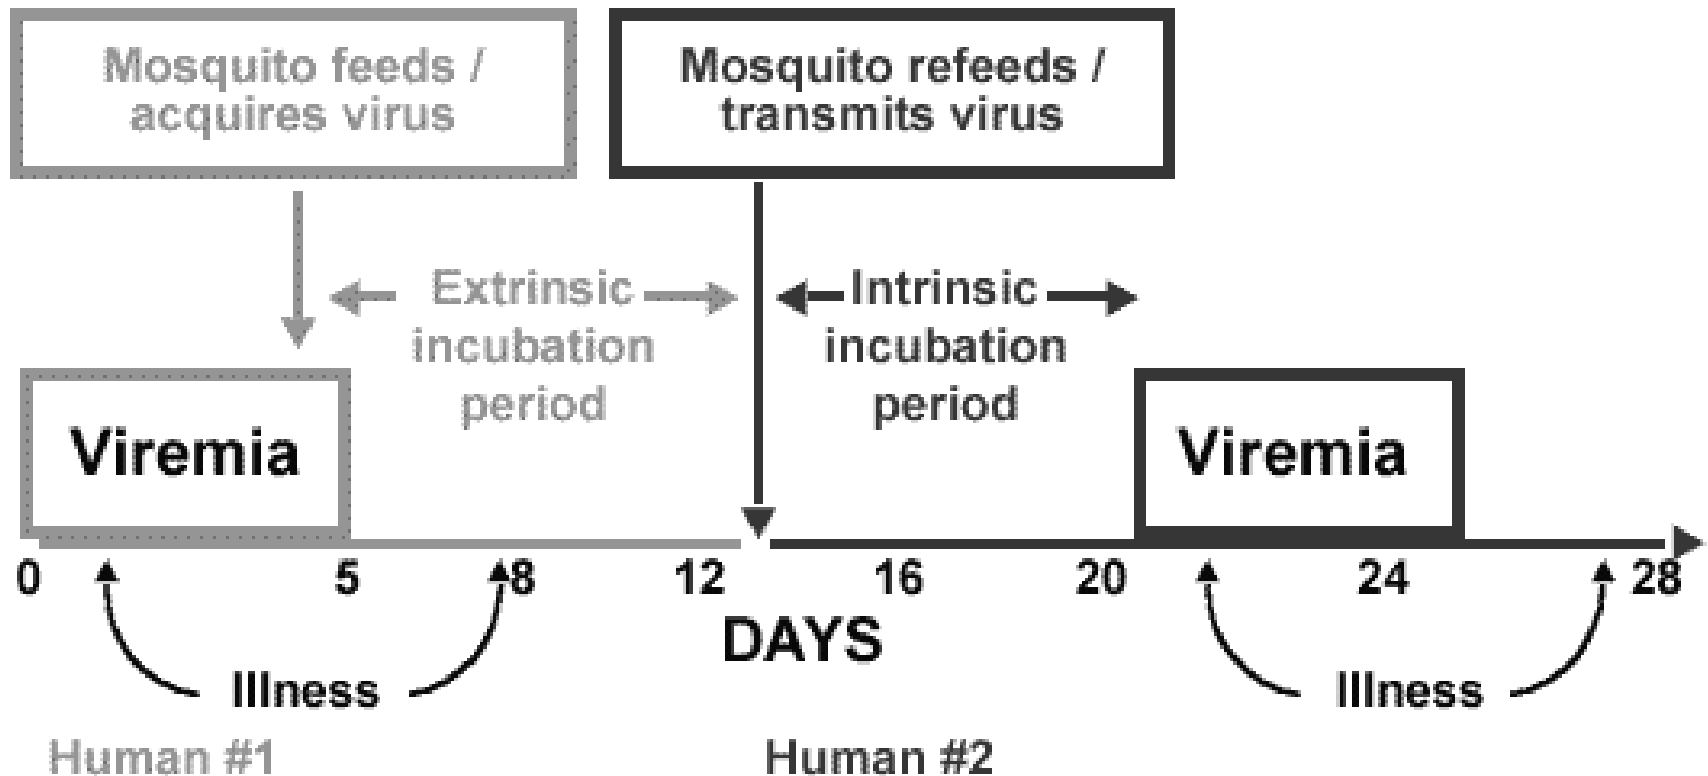 Mosquito feeds /
acquires virus
Mosquito refeeds /
transmits virus
Extrinsic
incubation
period
Intrinsic
incubation
period
Viremia
Viremia
0 5 8 12 16 20 24 28
DAYS
Illness
Illness
Human #1
Human #2